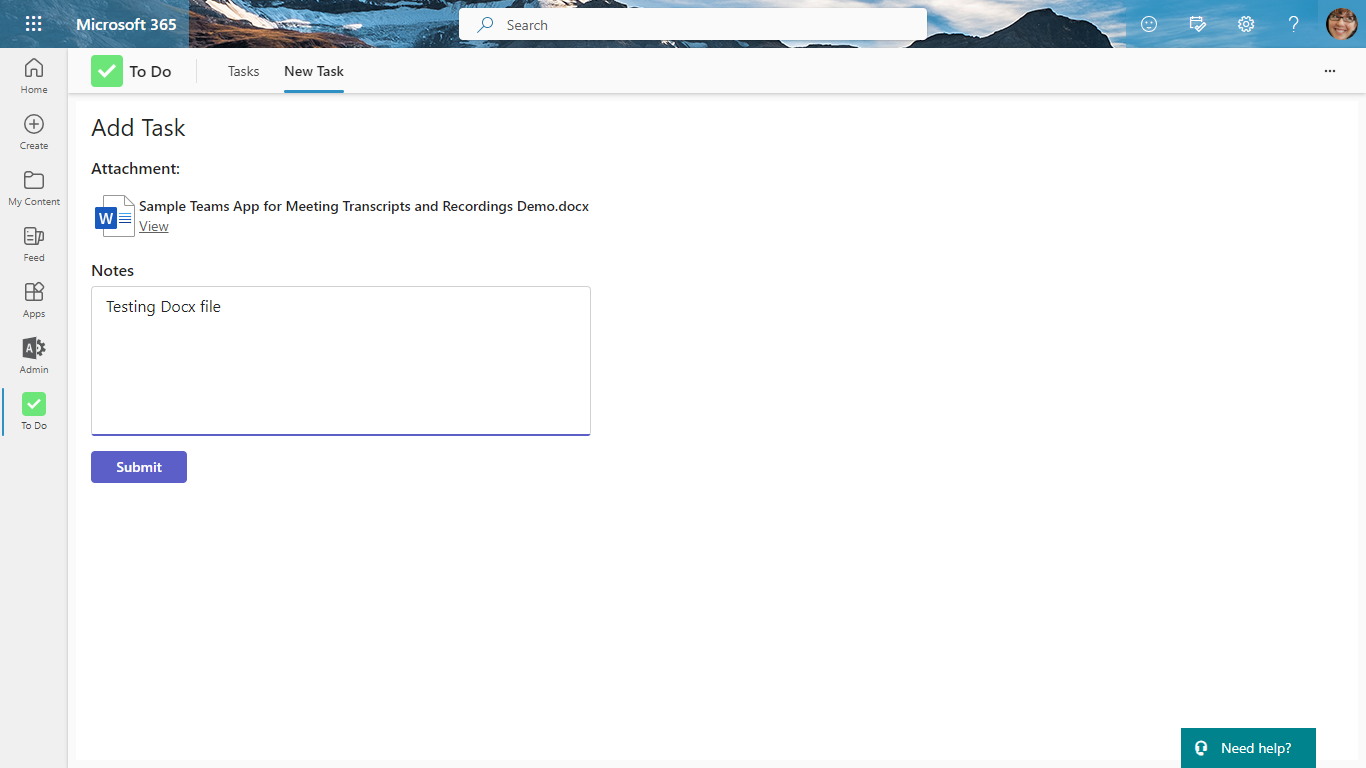 Microsoft 365
Search
?
Home
Create
My Content
Feed
Apps
A
Admin
To Do
To Do
Tasks
New Task
...
Add Task
Attachment:
W
Sample Teams App for Meeting Transcripts and Recordings Demo.docx
View
Notes
Testing Docx file
Submit
Need help?